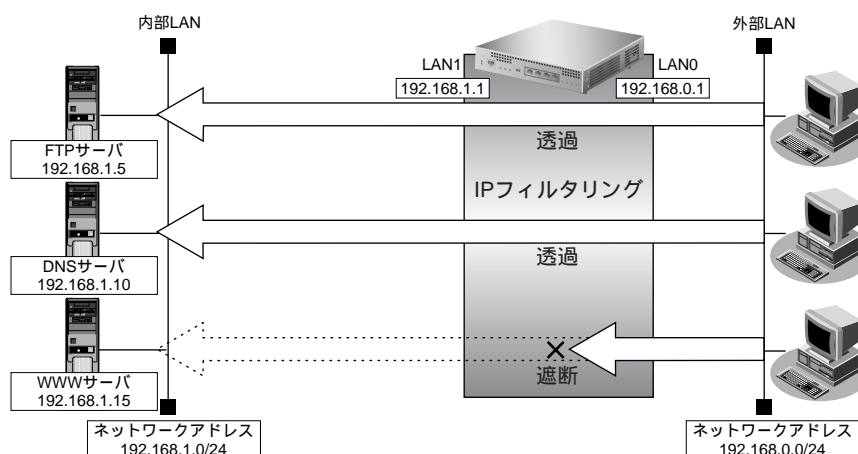 内部LAN
外部LAN
LAN1
LAN0
192.168.1.1
192.168.0.1
FTPサーバ
192.168.1.5
透過
IPフィルタリング
DNSサーバ
192.168.1.10
透過
WWWサーバ
192.168.1.15
遮断
ネットワークアドレス
192.168.1.0/24
ネットワークアドレス
192.168.0.0/24